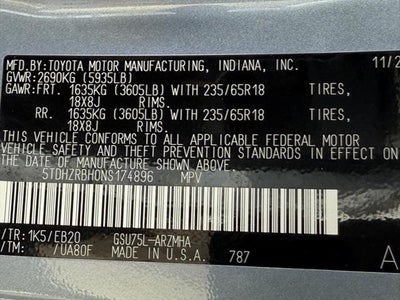 MFD.BY:TOYOTA MOTOR MANUFACTURING, INDIANA, INC. 11/2
GVWR:2690KG (5935LB)
GAWR:FRT. 1635KG (3605LB) WITH 235/65R18 TIRES,
18X8J RIMS.
RR. 1635KG (3605LB) WITH 235/65R18 TIRES,
18X8J RIMS.
THIS VEHICLE CONFORMS TO ALL APPLICABLE FEDERAL MOTOR
VEHICLE SAFETY AND THEFT PREVENTION STANDARDS IN EFFECT
THE DATE OF MANUFACTURE SHOWN ABOVE.
5TDHZRBH0NS174896 MPV
/TR:1K5/EB20 GSU75L-ARZMHA A
/TM: /UA80F MADE IN U.S.A. 787